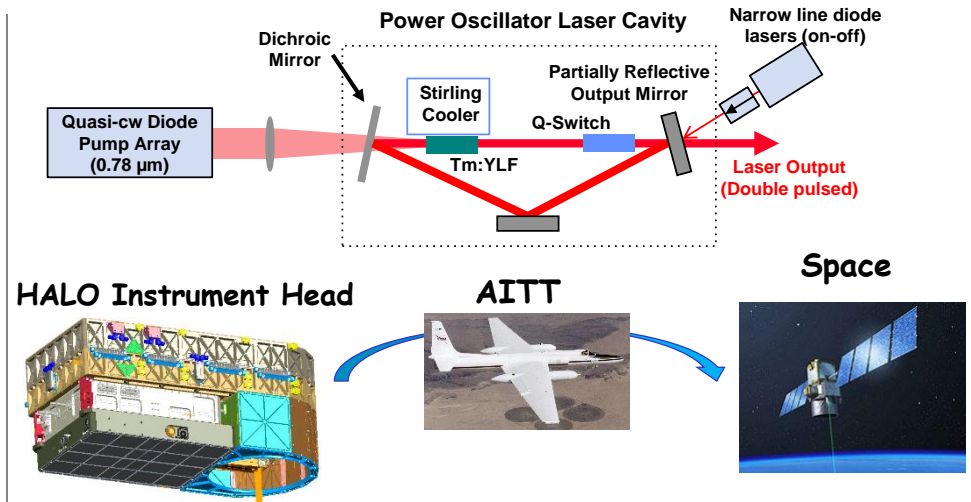 Power Oscillator Laser Cavity
Narrow line diode
lasers (on-off)
Dichroic
Mirror
Partially Reflective
Output Mirror
Stirling
Cooler
Q-Switch
Quasi-cw Diode
Pump Array
(0.78 µm)
Tm:YLF
Laser Output
(Double pulsed)
HALO Instrument Head
AITT
Space